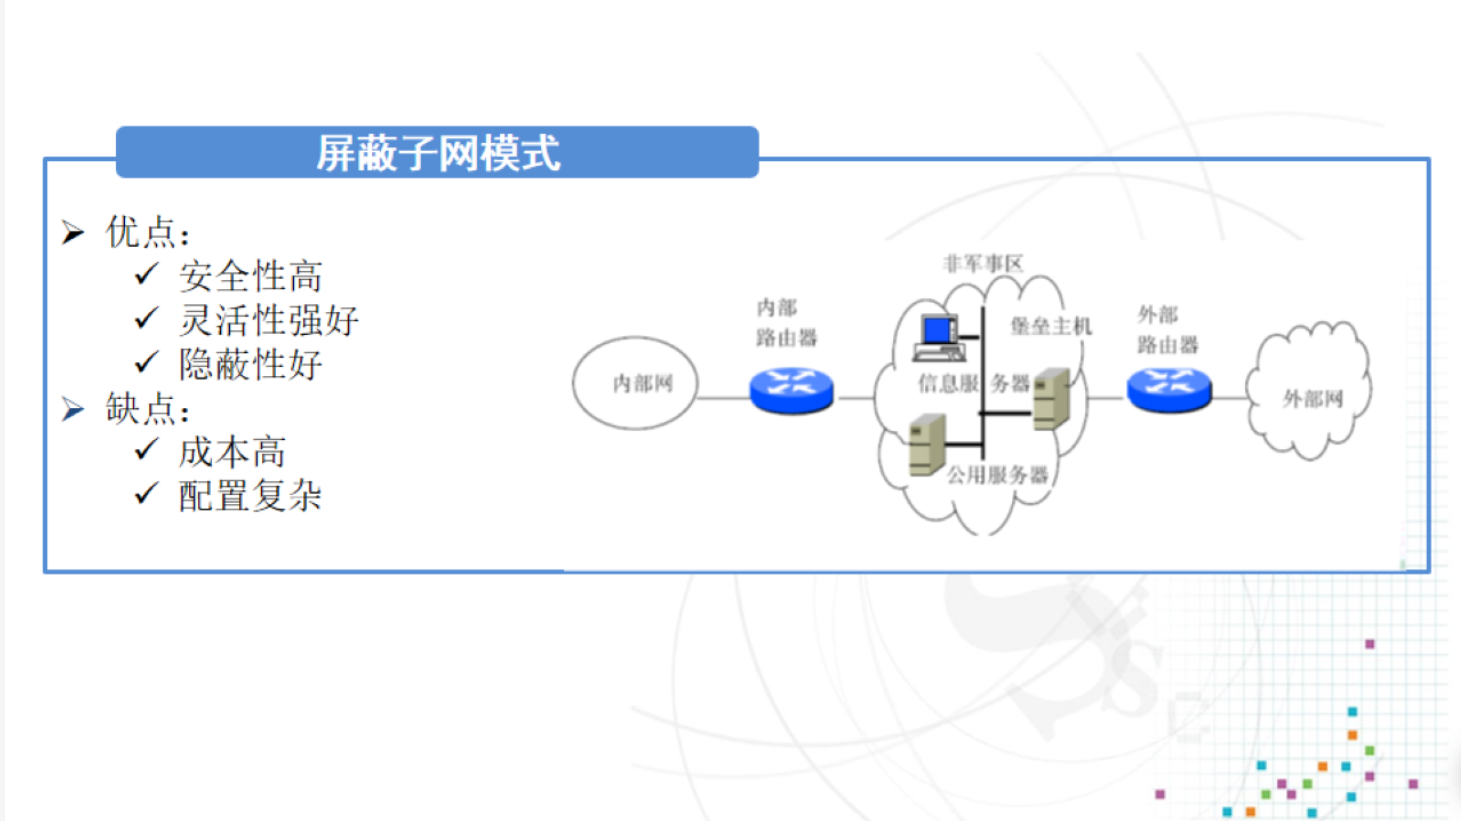 屏蔽子网模式
优点：
安全性高
灵活性强好
隐蔽性好
缺点：
成本高
配置复杂
非军事区
内部
路由器
堡垒主机
外部
路由器
内部网
信息服务器
外部网
公用服务器